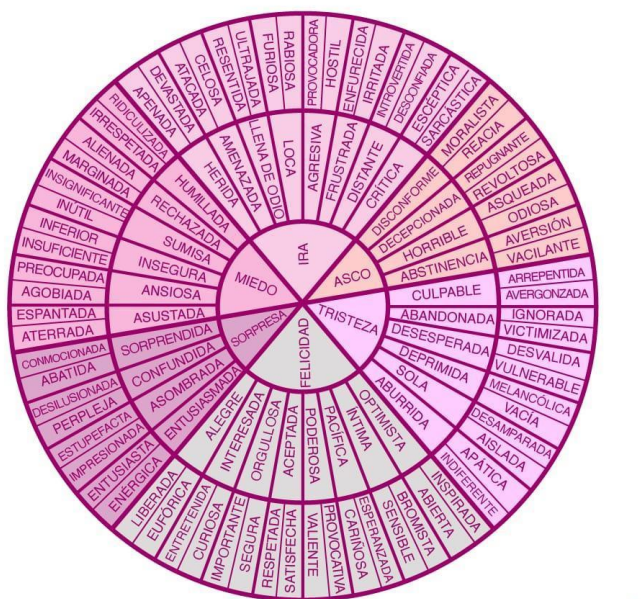 IRA
ASCO
TRISTEZA
FELICIDAD
SORPRESA
MIEDO
HERIDA
AMENAZADA
LLENA DE ODIO
LOCA
AGRESIVA
FRUSTRADA
DISTANTE
CRÍTICA
DISCONFORME
DECEPCIONADA
HORRIBLE
ABSTINENCIA
CULPABLE
ABANDONADA
DESESPERADA
DEPRIMIDA
SOLA
ABURRIDA
OPTIMISTA
ÍNTIMA
PACÍFICA
PODEROSA
ACEPTADA
ORGULLOSA
INTERESADA
ALEGRE
ENTUSIASMADA
ASOMBRADA
CONFUNDIDA
SORPRENDIDA
ASUSTADA
ANSIOSA
INSEGURA
SUMISA
RECHAZADA
HUMILLADA
APENADA
DEVASTADA
ATACADA
CELOSA
RESENTIDA
ULTRAJADA
FURIOSA
RABIOSA
PROVOCADORA
HOSTIL
ENFURECIDA
IRRITADA
INTROVERTIDA
DESCONFIADA
ESCÉPTICA
SARCÁSTICA
MORALISTA
REACIA
REPUGNANTE
REVOLTOSA
ASQUEADA
ODIOSA
AVERSIÓN
VACILANTE
ARREPENTIDA
AVERGONZADA
IGNORADA
VICTIMIZADA
DESVALIDA
VULNERABLE
MELANCÓLICA
VACÍA
DESAMPARADA
AISLADA
APÁTICA
INDIFERENTE
INSPIRADA
ABIERTA
BROMISTA
SENSIBLE
ESPERANZADA
CARIÑOSA
PROVOCATIVA
VALIENTE
SATISFECHA
RESPETADA
SEGURA
IMPORTANTE
CURIOSA
ENTRETENIDA
EUFÓRICA
LIBERADA
ENERGICA
ENTUSIASTA
IMPRESIONADA
ESTUPEFACTA
PERPLEJA
DESILUSIONADA
ABATIDA
CONMOCIONADA
ATERRADA
ESPANTADA
AGOBIADA
PREOCUPADA
INSUFICIENTE
INFERIOR
INÚTIL
INSIGNIFICANTE
MARGINADA
ALIENADA
IRRESPETADA
RIDICULIZADA